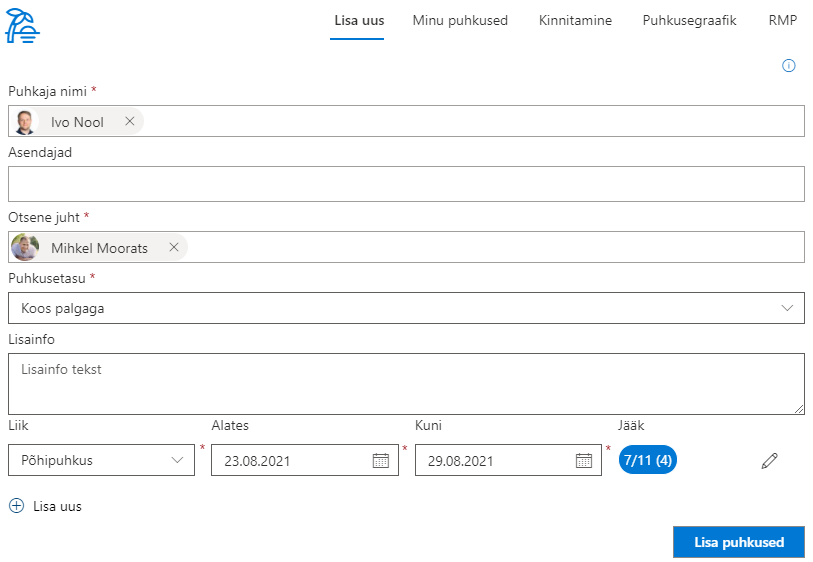 Lisa uus Minu puhkused Kinnitamine Puhkusegraafik RMP
Puhkaja nimi *
Ivo Nool
Asendajad
Otsene juht *
Mihkel Moorats
Puhkusetasu *
Koos palgaga
Lisainfo
Lisainfo tekst
Liik Alates Kuni Jääk
Põhipuhkus * 23.08.2021 * 29.08.2021 * 7/11 (4)
Lisa uus
Lisa puhkused